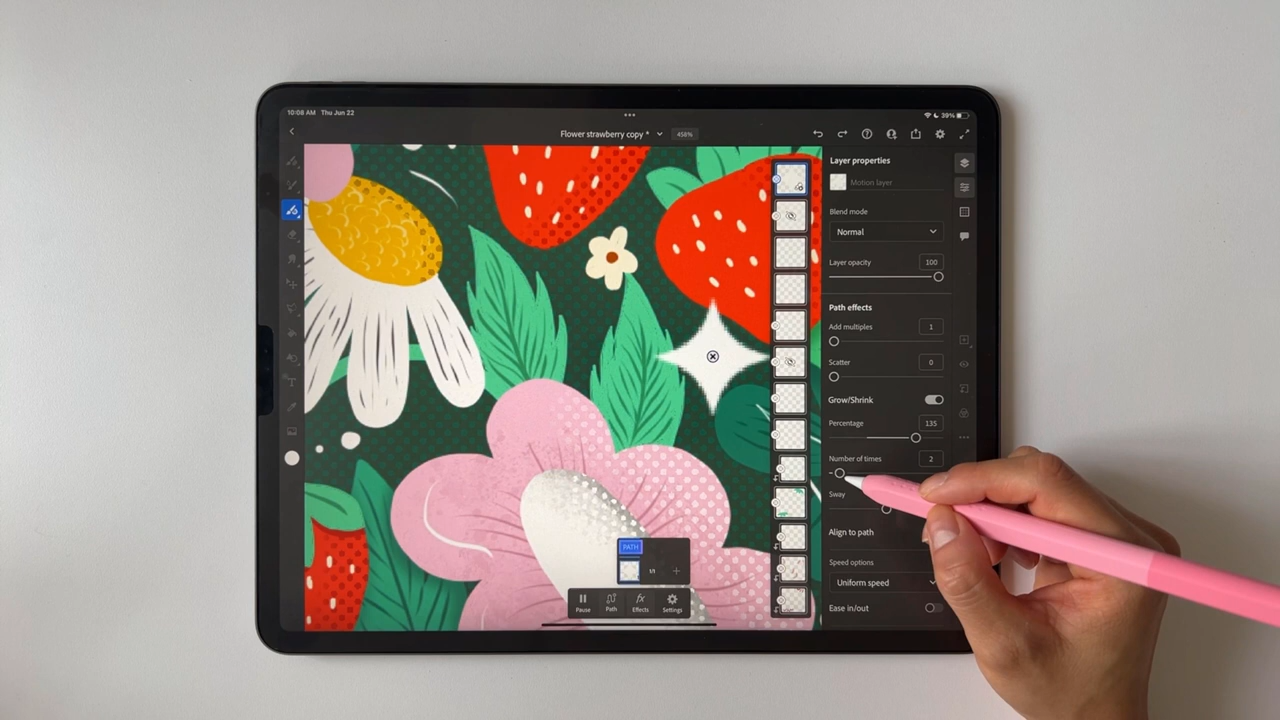 10:08 AM Thu Jun 22
39%
Flower strawberry copy *
458%
Layer properties
Motion layer
Blend mode
Normal
Layer opacity
100
Path effects
Add multiples
1
Scatter
0
Grow/Shrink
Percentage
135
Number of times
2
Sway
Align to path
Speed options
Uniform speed
Ease in/out
PATH
1/1
Pause
Path
fx
Effects
Settings
T